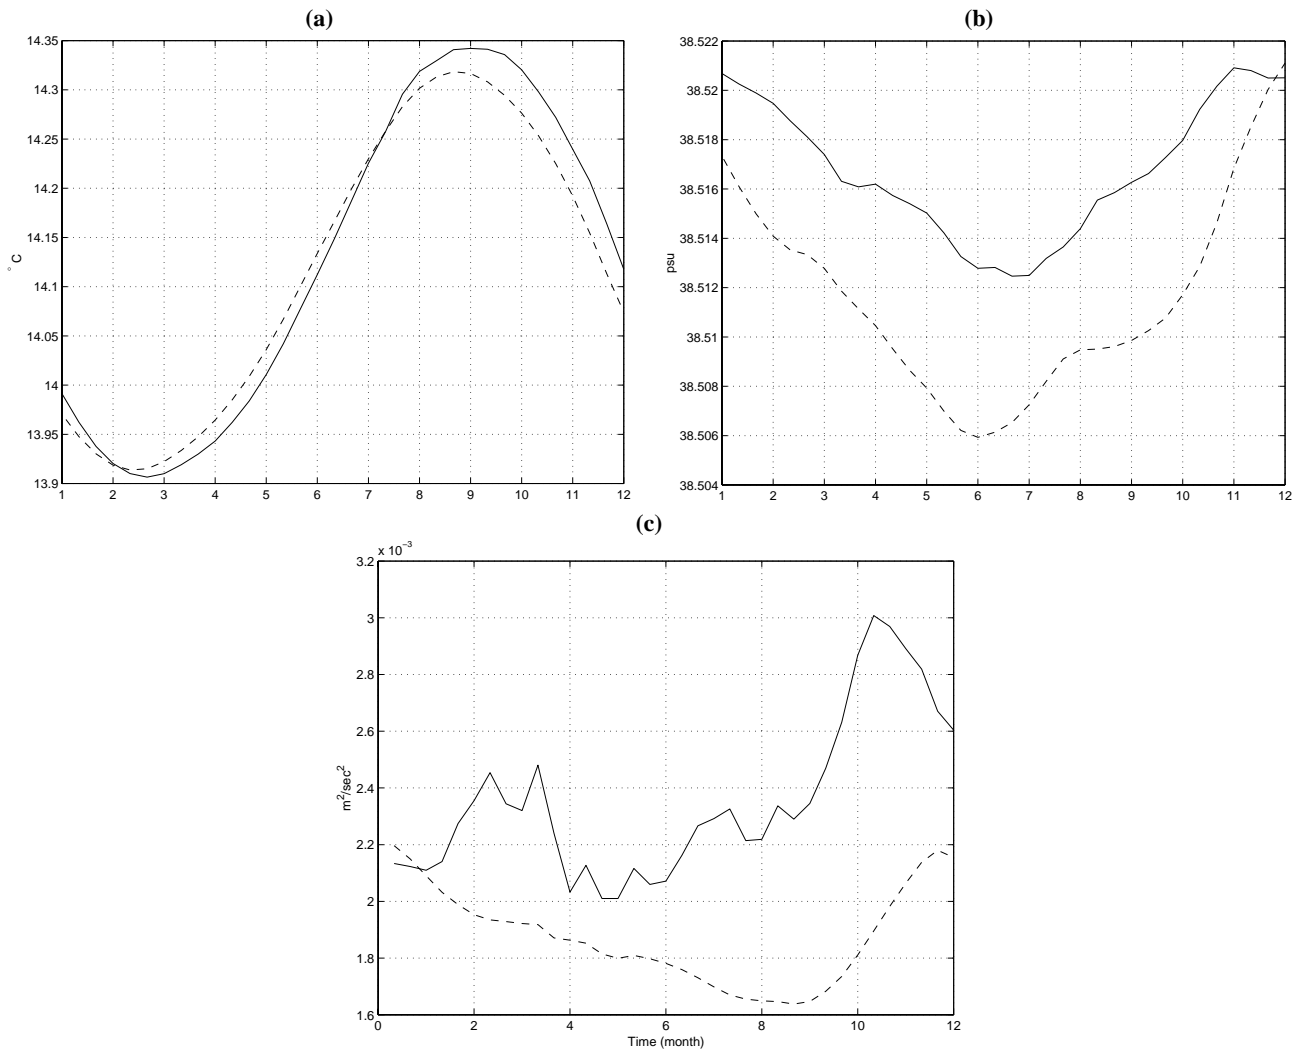 (a)
14.35
14.3
14.25
14.2
14.15
14.1
14.05
14
13.95
13.9
° C
1 2 3 4 5 6 7 8 9 10 11 12
(b)
38.522
38.52
38.518
38.516
38.514
38.512
38.51
38.508
38.506
38.504
psu
1 2 3 4 5 6 7 8 9 10 11 12
(c)
x 10⁻³
3.2
3
2.8
2.6
2.4
2.2
2
1.8
1.6
m²/sec²
0 2 4 6 8 10 12
Time (month)